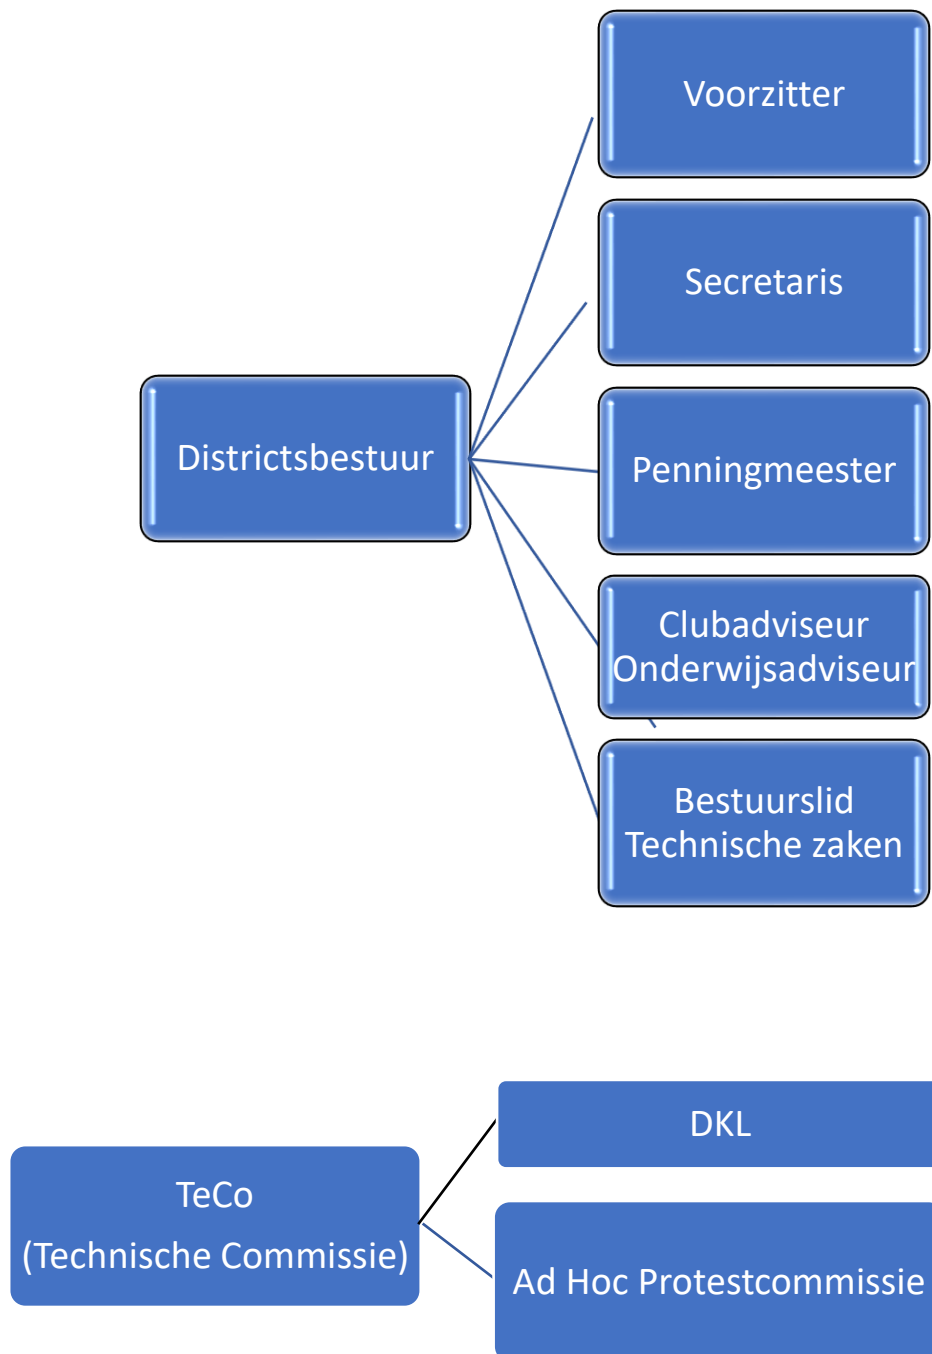 Voorzitter
Secretaris
Districtsbestuur
Penningmeester
Clubadviseur
Onderwijsadviseur
Bestuurslid
Technische zaken
DKL
TeCo
(Technische Commissie)
Ad Hoc Protestcommissie